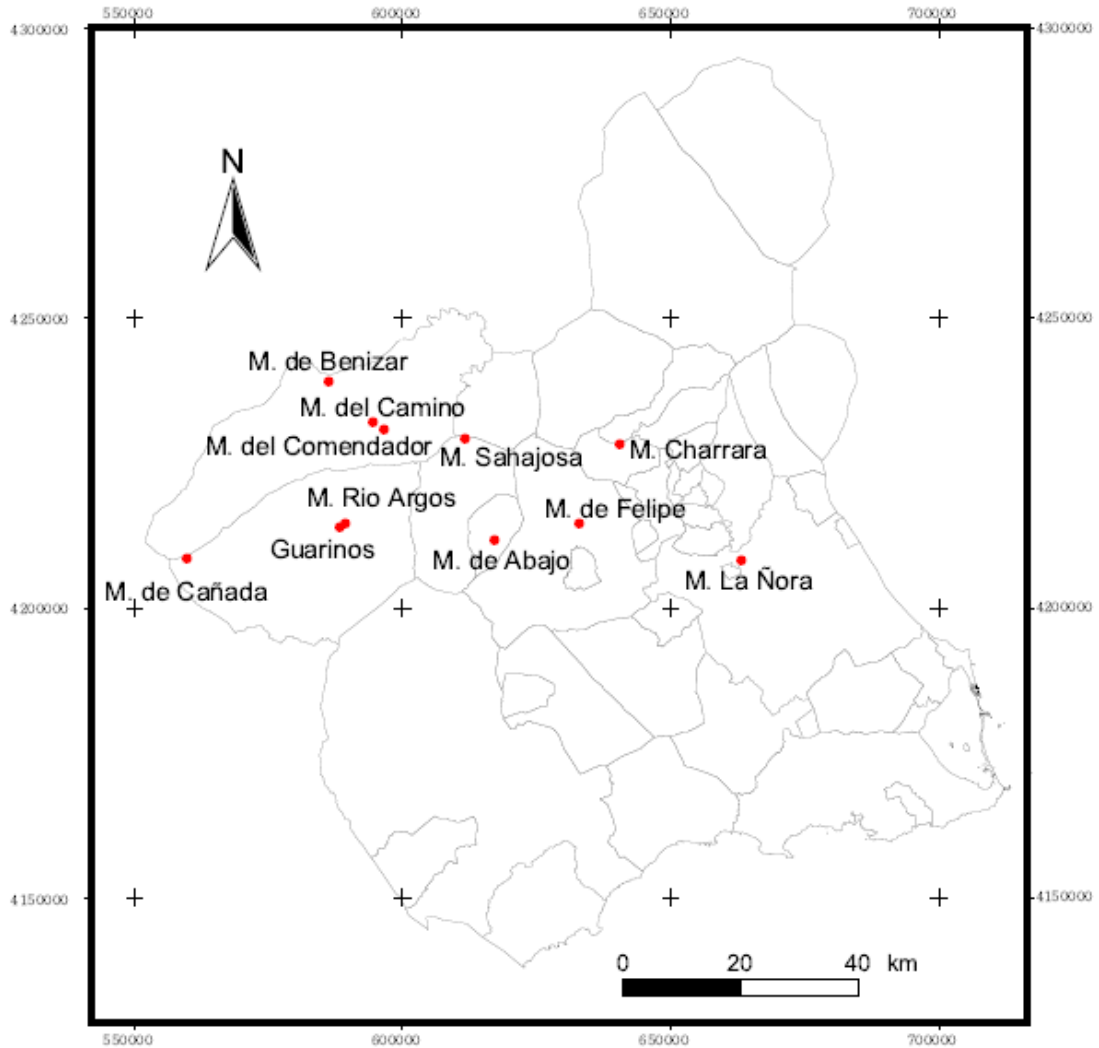 550000 600000 650000 700000
4300000 4300000
N
4250000 4250000
M. de Benizar
M. del Camino
M. del Comendador
M. Sahajosa
M. Charrara
M. Rio Argos
M. de Felipe
Guarinos
M. de Abajo
M. La Ñora
M. de Cañada
4200000 4200000
4150000 4150000
0 20 40 km
550000 600000 650000 700000